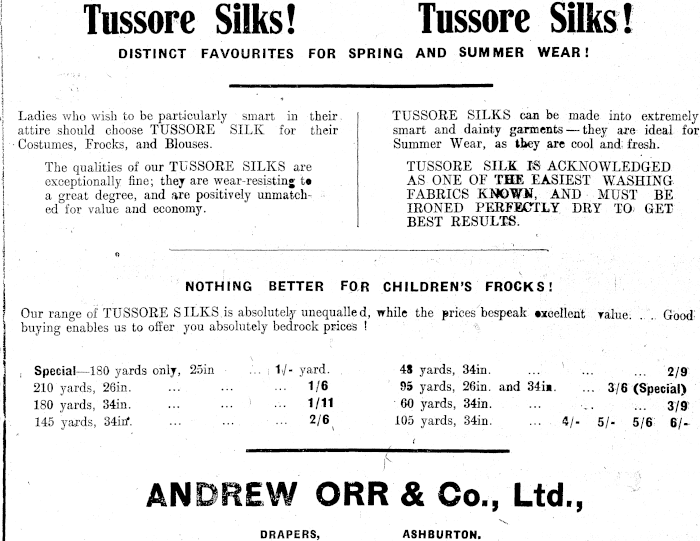 Tussore Silks! Tussore Silks!
DISTINCT FAVOURITES FOR SPRING AND SUMMER WEAR!
Ladies who wish to be particularly smart in their
attire should choose TUSSORE SILK for their
Costumes, Frocks, and Blouses.
The qualities of our TUSSORE SILKS are
exceptionally fine; they are wear-resisting to
a great degree, and are positively unmatch-
ed for value and economy.
TUSSORE SILKS can be made into extremely
smart and dainty garments—they are ideal for
Summer Wear, as they are cool and fresh.
TUSSORE SILK IS ACKNOWLEDGED
AS ONE OF THE EASIEST WASHING
FABRICS KNOWN, AND MUST BE
IRONED PERFECTLY DRY TO GET
BEST RESULTS.
NOTHING BETTER FOR CHILDREN'S FROCKS!
Our range of TUSSORE SILKS is absolutely unequalled, while the prices bespeak excellent value. ... Good
buying enables us to offer you absolutely bedrock prices!
Special—180 yards only, 25in ... 1/- yard.
210 yards, 26in. ... ... ... 1/6
180 yards, 34in. ... ... ... 1/11
145 yards, 34in. ... ... ... 2/6
48 yards, 34in. ... ... ... 2/9
95 yards, 26in. and 34in. ... 3/6 (Special)
60 yards, 34in. ... ... ... 3/9
105 yards, 34in. ... 4/- 5/- 5/6 6/-
ANDREW ORR & Co., Ltd.,
DRAPERS, ASHBURTON.